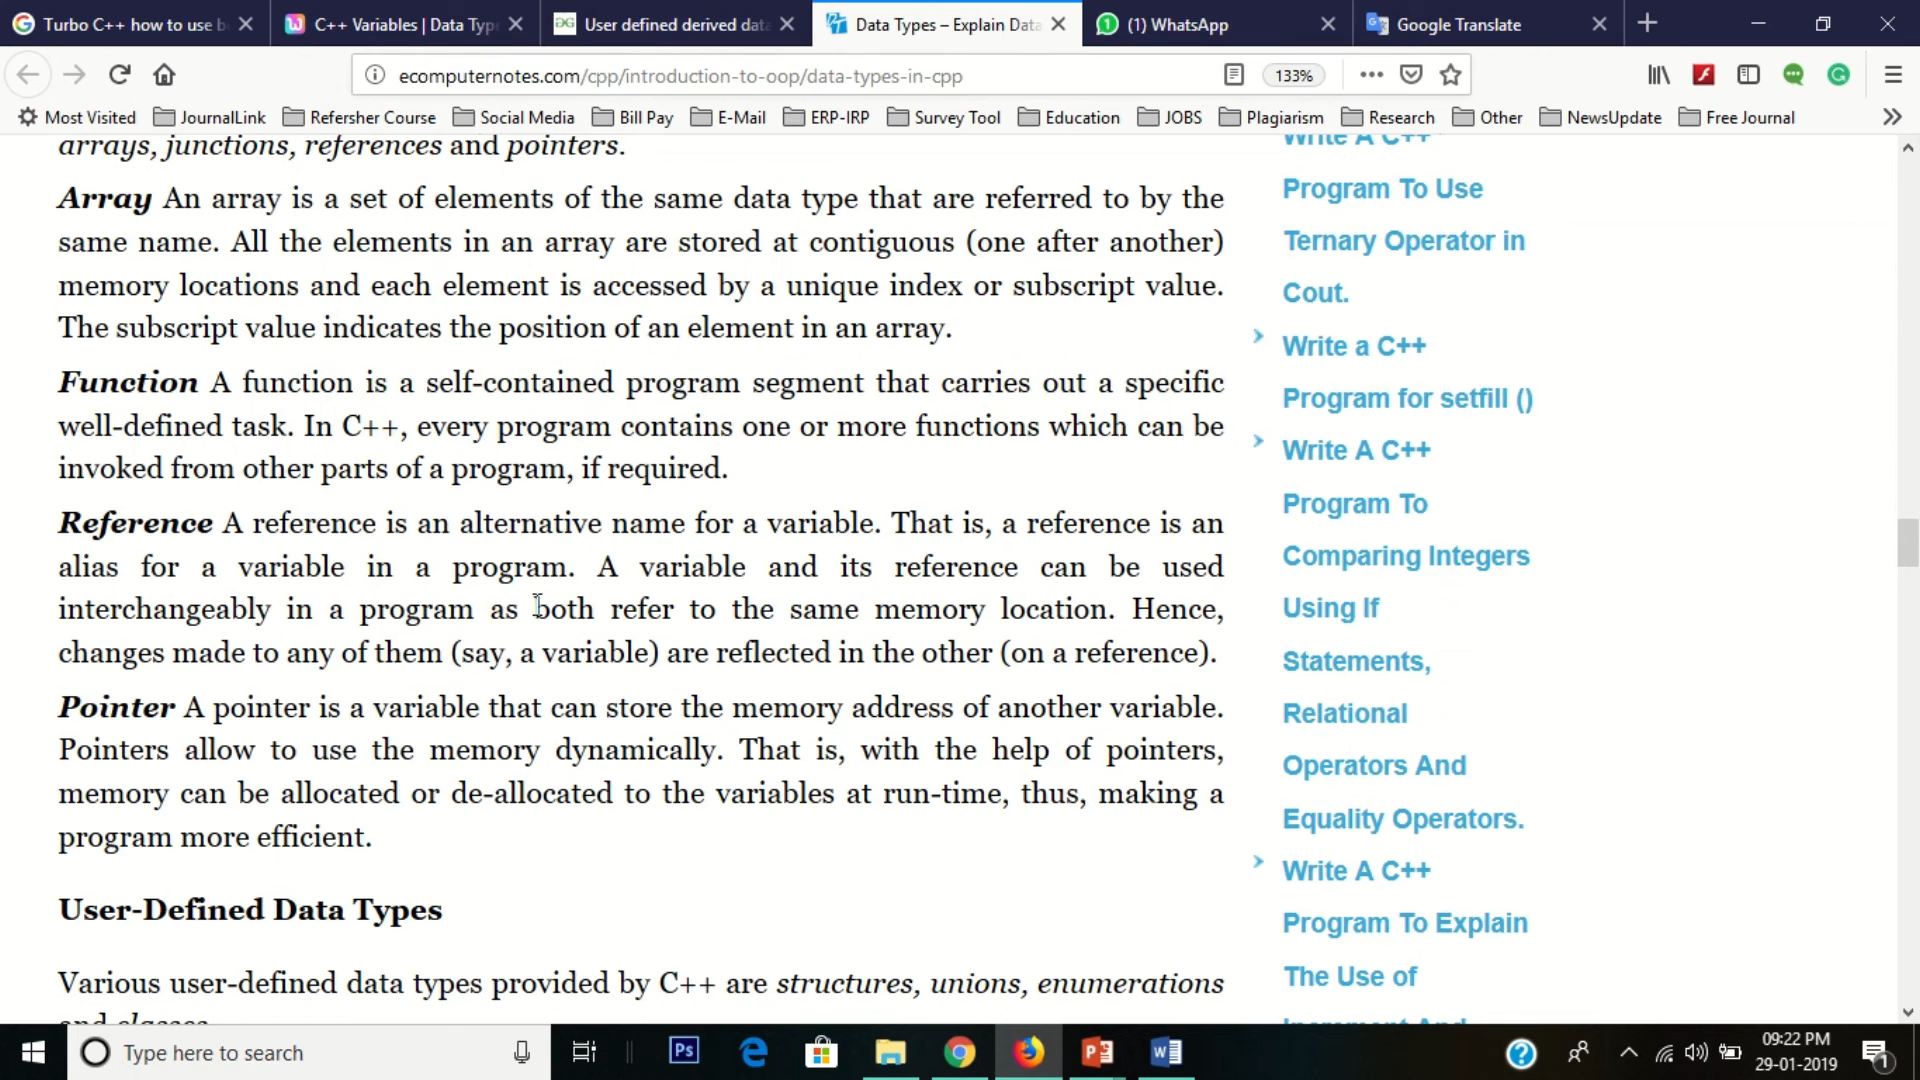 Turbo C++ how to use b
C++ Variables | Data Typ
User defined derived dat
Data Types – Explain Data
(1) WhatsApp
Google Translate
ecomputernotes.com/cpp/introduction-to-oop/data-types-in-cpp
133%
Most Visited
JournalLink
Refersher Course
Social Media
Bill Pay
E-Mail
ERP-IRP
Survey Tool
Education
JOBS
Plagiarism
Research
Other
NewsUpdate
Free Journal
arrays, junctions, references and pointers.
Array An array is a set of elements of the same data type that are referred to by the
same name. All the elements in an array are stored at contiguous (one after another)
memory locations and each element is accessed by a unique index or subscript value.
The subscript value indicates the position of an element in an array.
Function A function is a self-contained program segment that carries out a specific
well-defined task. In C++, every program contains one or more functions which can be
invoked from other parts of a program, if required.
Reference A reference is an alternative name for a variable. That is, a reference is an
alias for a variable in a program. A variable and its reference can be used
interchangeably in a program as both refer to the same memory location. Hence,
changes made to any of them (say, a variable) are reflected in the other (on a reference).
Pointer A pointer is a variable that can store the memory address of another variable.
Pointers allow to use the memory dynamically. That is, with the help of pointers,
memory can be allocated or de-allocated to the variables at run-time, thus, making a
program more efficient.
User-Defined Data Types
Various user-defined data types provided by C++ are structures, unions, enumerations
and classes
Write A C++
Program To Use
Ternary Operator in
Cout.
Write a C++
Program for setfill ()
Write A C++
Program To
Comparing Integers
Using If
Statements,
Relational
Operators And
Equality Operators.
Write A C++
Program To Explain
The Use of
Increment And
Type here to search
Ps
09:22 PM
29-01-2019
1